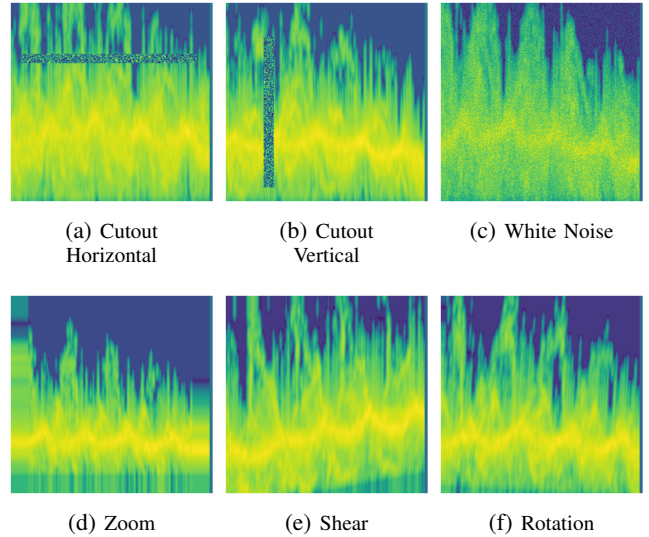 (a) Cutout
Horizontal
(b) Cutout
Vertical
(c) White Noise
(d) Zoom
(e) Shear
(f) Rotation